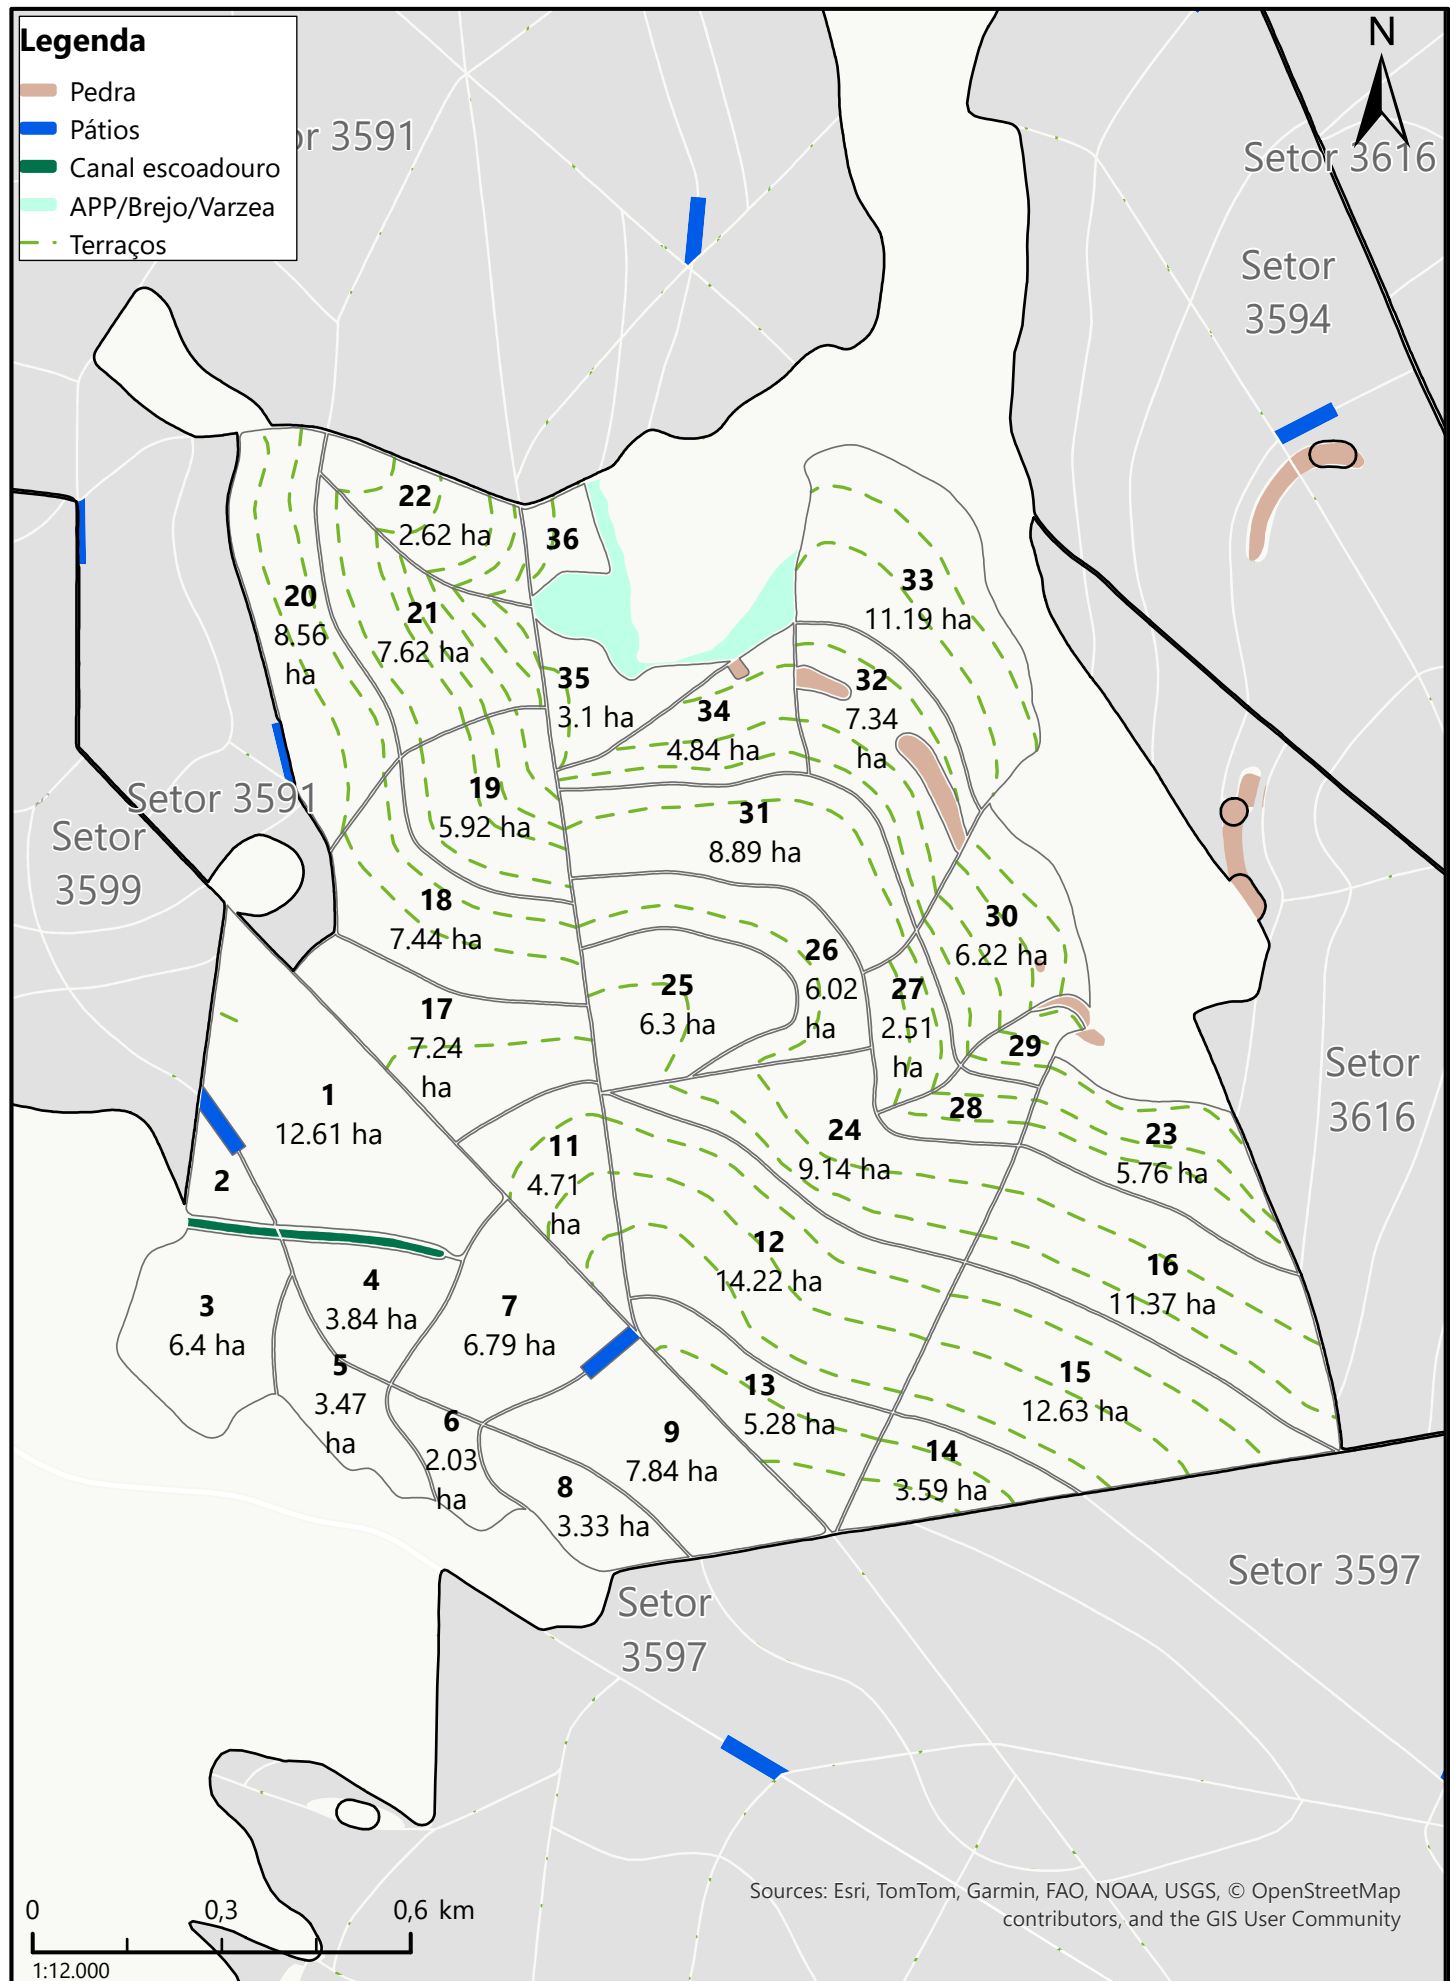 Legenda
Pedra
Pátios
Canal escoadouro
APP/Brejo/Varzea
Terraços
or 3591
N
Setor 3616
Setor
3594
22
2.62 ha
36
20
8.56
ha
21
7.62 ha
33
11.19 ha
35
3.1 ha
34
4.84 ha
32
7.34
ha
Setor 3591
Setor
3599
19
5.92 ha
31
8.89 ha
18
7.44 ha
30
6.22 ha
26
6.02
ha
25
6.3 ha
27
2.51
ha
17
7.24
ha
29
28
Setor
3616
1
12.61 ha
2
11
4.71
ha
24
9.14 ha
23
5.76 ha
12
14.22 ha
16
11.37 ha
3
6.4 ha
4
3.84 ha
7
6.79 ha
5
3.47
ha
13
5.28 ha
15
12.63 ha
6
2.03
ha
9
7.84 ha
14
3.59 ha
8
3.33 ha
Setor 3597
Setor
3597
Sources: Esri, TomTom, Garmin, FAO, NOAA, USGS, © OpenStreetMap
contributors, and the GIS User Community
0 0,3 0,6 km
1:12.000